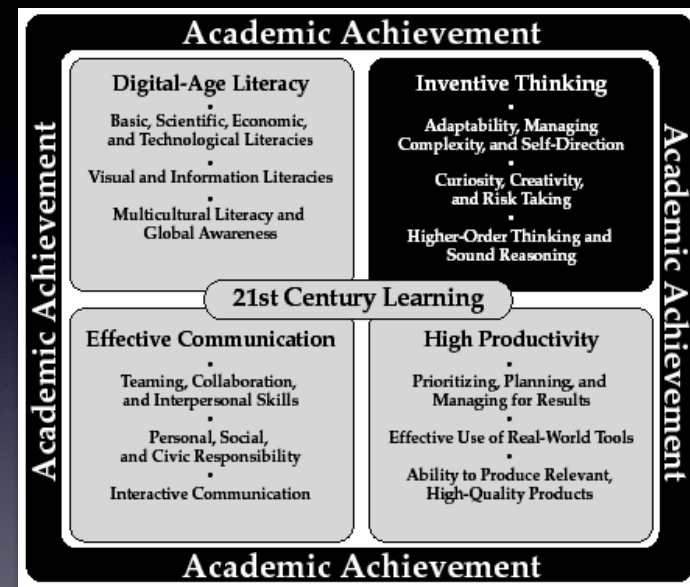 Academic Achievement
Academic Achievement
Digital-Age Literacy
•
Basic, Scientific, Economic,
and Technological Literacies
•
Visual and Information Literacies
•
Multicultural Literacy and
Global Awareness
Inventive Thinking
•
Adaptability, Managing
Complexity, and Self-Direction
•
Curiosity, Creativity,
and Risk Taking
•
Higher-Order Thinking and
Sound Reasoning
Academic Achievement
21st Century Learning
Effective Communication
•
Teaming, Collaboration,
and Interpersonal Skills
•
Personal, Social,
and Civic Responsibility
•
Interactive Communication
High Productivity
•
Prioritizing, Planning, and
Managing for Results
•
Effective Use of Real-World Tools
•
Ability to Produce Relevant,
High-Quality Products
Academic Achievement